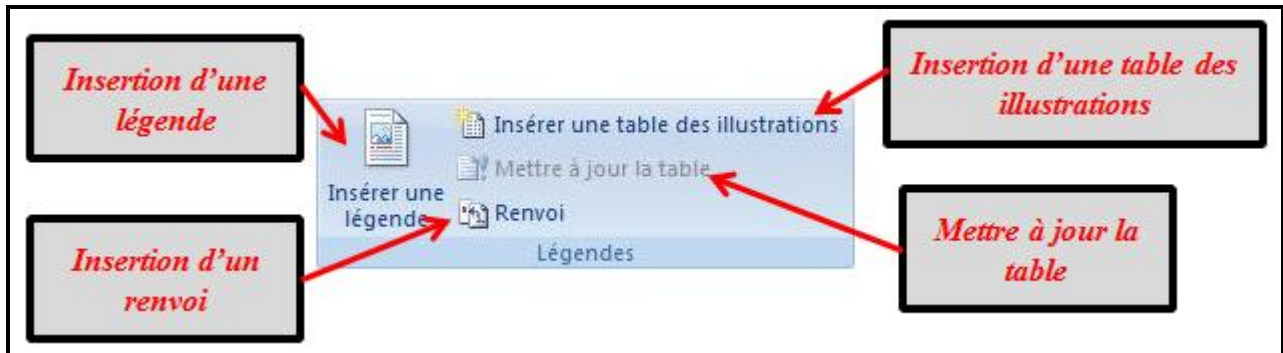 Insertion d'une
légende
Insertion d'une table des
illustrations
Insérer une table des illustrations
Mettre à jour la table
Insérer une
légende
Renvoi
Légendes
Insertion d'un
renvoi
Mettre à jour la
table